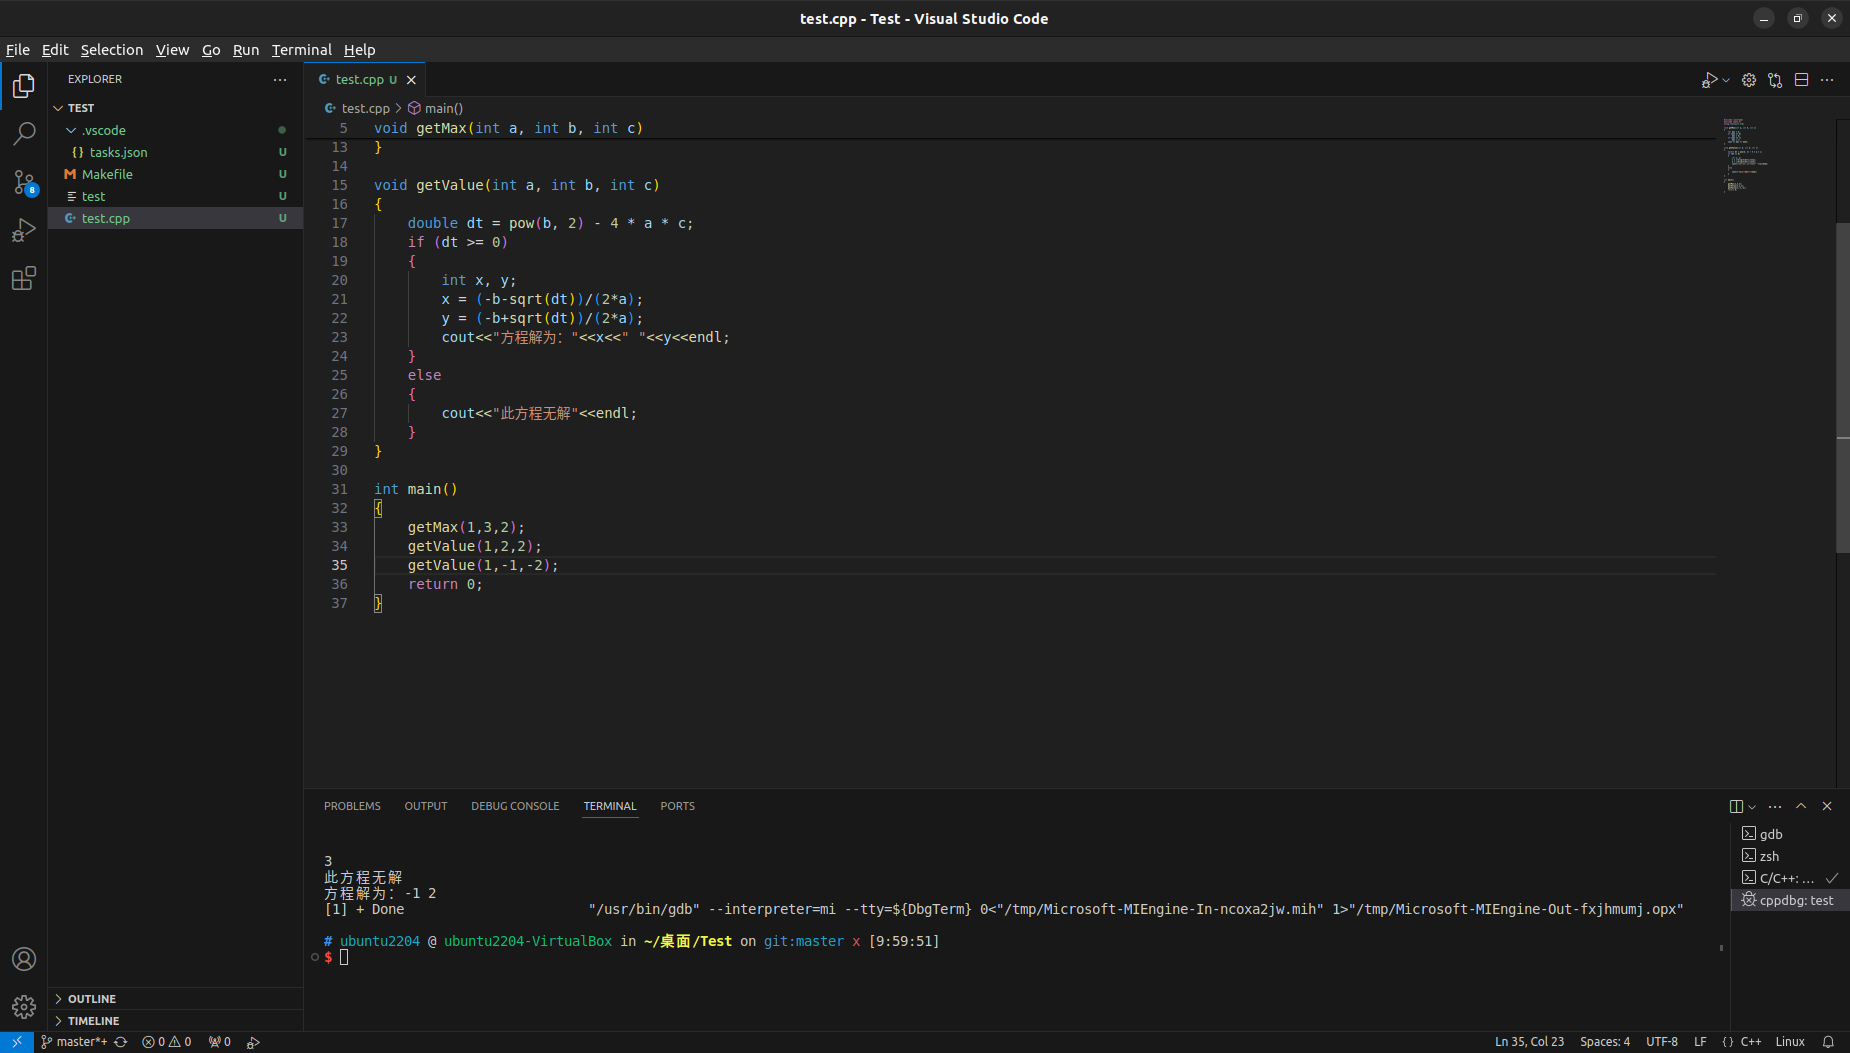 test.cpp - Test - Visual Studio Code
File Edit Selection View Go Run Terminal Help
EXPLORER
TEST
.vscode
{} tasks.json U
Makefile U
test U
test.cpp U
8
test.cpp U
test.cpp > main()
5 void getMax(int a, int b, int c)
13 }
14
15 void getValue(int a, int b, int c)
16 {
17 double dt = pow(b, 2) - 4 * a * c;
18 if (dt >= 0)
19 {
20 int x, y;
21 x = (-b-sqrt(dt))/(2*a);
22 y = (-b+sqrt(dt))/(2*a);
23 cout<<"方程解为："<<x<<" "<<y<<endl;
24 }
25 else
26 {
27 cout<<"此方程无解"<<endl;
28 }
29 }
30
31 int main()
32 {
33 getMax(1,3,2);
34 getValue(1,2,2);
35 getValue(1,-1,-2);
36 return 0;
37 }
PROBLEMS OUTPUT DEBUG CONSOLE TERMINAL PORTS
3
此方程无解
方程解为：-1 2
[1] + Done "/usr/bin/gdb" --interpreter=mi --tty=${DbgTerm} 0<"/tmp/Microsoft-MIEngine-In-ncoxa2jw.mih" 1>"/tmp/Microsoft-MIEngine-Out-fxjhmumj.opx"
# ubuntu2204 @ ubuntu2204-VirtualBox in ~/桌面/Test on git:master x [9:59:51]
$
gdb
zsh
C/C++: ...
cppdbg: test
OUTLINE
TIMELINE
master*+ 0 0 0 Ln 35, Col 23 Spaces: 4 UTF-8 LF {} C++ Linux